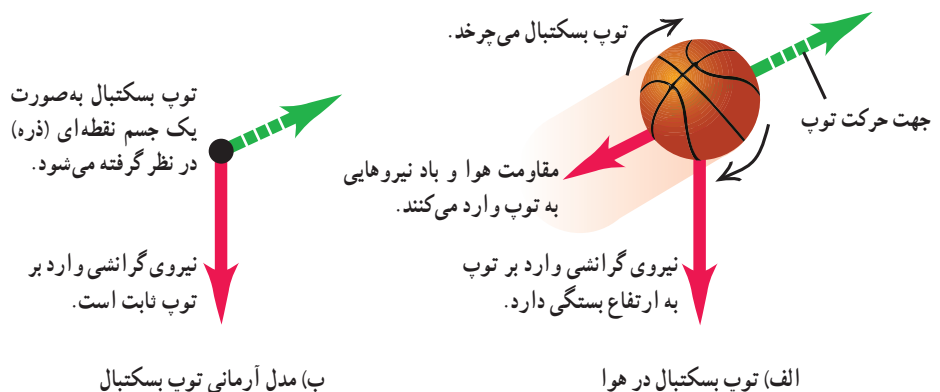 توپ بسکتبال می‌چرخد.
جهت حرکت توپ
مقاومت هوا و باد نیروهایی
به توپ وارد می‌کنند.
نیروی گرانشی وارد بر توپ
به ارتفاع بستگی دارد.
الف) توپ بسکتبال در هوا
توپ بسکتبال به‌صورت
یک جسم نقطه‌ای (ذره)
در نظر گرفته می‌شود.
نیروی گرانشی وارد بر
توپ ثابت است.
ب) مدل آرمانی توپ بسکتبال